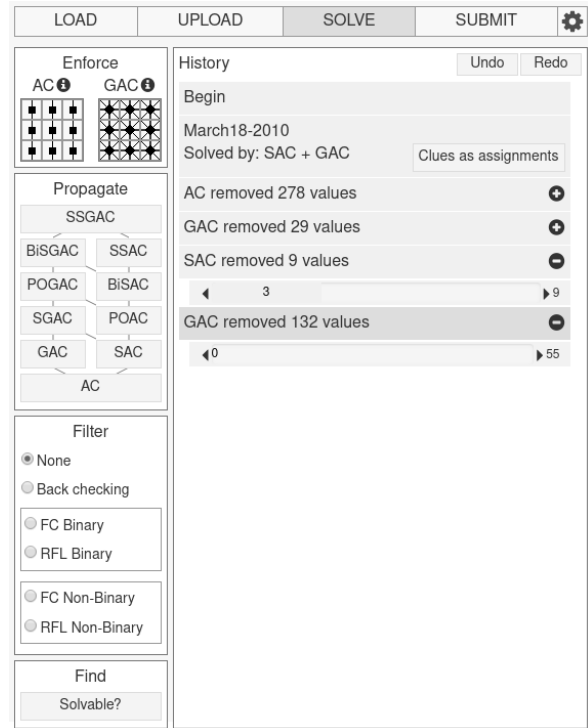 LOAD
UPLOAD
SOLVE
SUBMIT
Enforce
AC
GAC
Propagate
SSGAC
BiSGAC
SSAC
POGAC
BiSAC
SGAC
POAC
GAC
SAC
AC
Filter
None
Back checking
FC Binary
RFL Binary
FC Non-Binary
RFL Non-Binary
Find
Solvable?
History
Undo
Redo
Begin
March18-2010
Solved by: SAC + GAC
Clues as assignments
AC removed 278 values
GAC removed 29 values
SAC removed 9 values
3
9
GAC removed 132 values
0
55